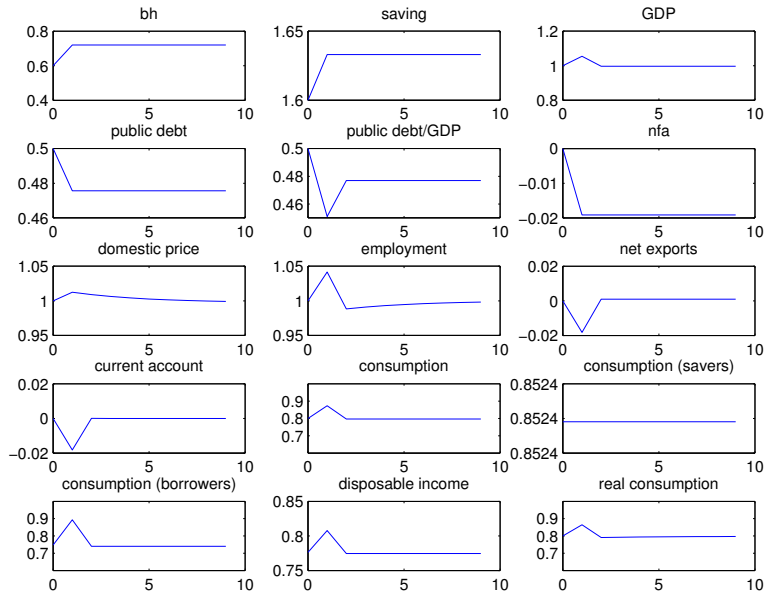 bh saving GDP
0.8 1.65 1.2
0.6 1
0.4 1.6 0.8
0 5 10 0 5 10 0 5 10
public debt public debt/GDP nfa
0.5 0.5 0
0.48 0.48 −0.01
0.46 0.46 −0.02
0 5 10 0 5 10 0 5 10
domestic price employment net exports
1.05 1.05 0.02
1 1 0
0.95 0.95 −0.02
0 5 10 0 5 10 0 5 10
current account consumption consumption (savers)
0.02 0.9 0.8524
0 0.8 0.8524
−0.02 0.7 0.8524
0 5 10 0 5 10 0 5 10
consumption (borrowers) disposable income real consumption
0.9 0.85 0.9
0.8 0.8 0.8
0.7 0.75 0.7
0 5 10 0 5 10 0 5 10